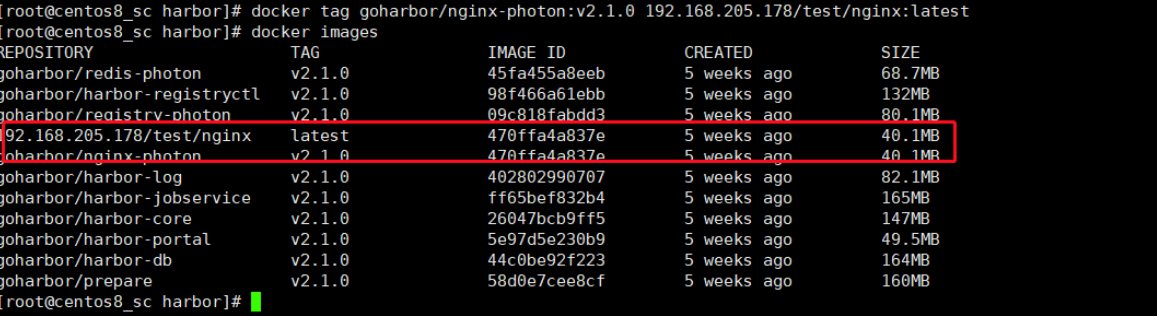 [root@centos8_sc harbor]# docker tag goharbor/nginx-photon:v2.1.0 192.168.205.178/test/nginx:latest
[root@centos8_sc harbor]# docker images
REPOSITORY TAG IMAGE ID CREATED SIZE
goharbor/redis-photon v2.1.0 45fa455a8eeb 5 weeks ago 68.7MB
goharbor/harbor-registryctl v2.1.0 98f466a61ebb 5 weeks ago 132MB
goharbor/registry-photon v2.1.0 09c818fabdd3 5 weeks ago 80.1MB
192.168.205.178/test/nginx latest 470ffa4a837e 5 weeks ago 40.1MB
goharbor/nginx-photon v2.1.0 470ffa4a837e 5 weeks ago 40.1MB
goharbor/harbor-log v2.1.0 402802990707 5 weeks ago 82.1MB
goharbor/harbor-jobservice v2.1.0 ff65bef832b4 5 weeks ago 165MB
goharbor/harbor-core v2.1.0 26047bcb9ff5 5 weeks ago 147MB
goharbor/harbor-portal v2.1.0 5e97d5e230b9 5 weeks ago 49.5MB
goharbor/harbor-db v2.1.0 44c0be92f223 5 weeks ago 164MB
goharbor/prepare v2.1.0 58d0e7cee8cf 5 weeks ago 160MB
[root@centos8_sc harbor]#